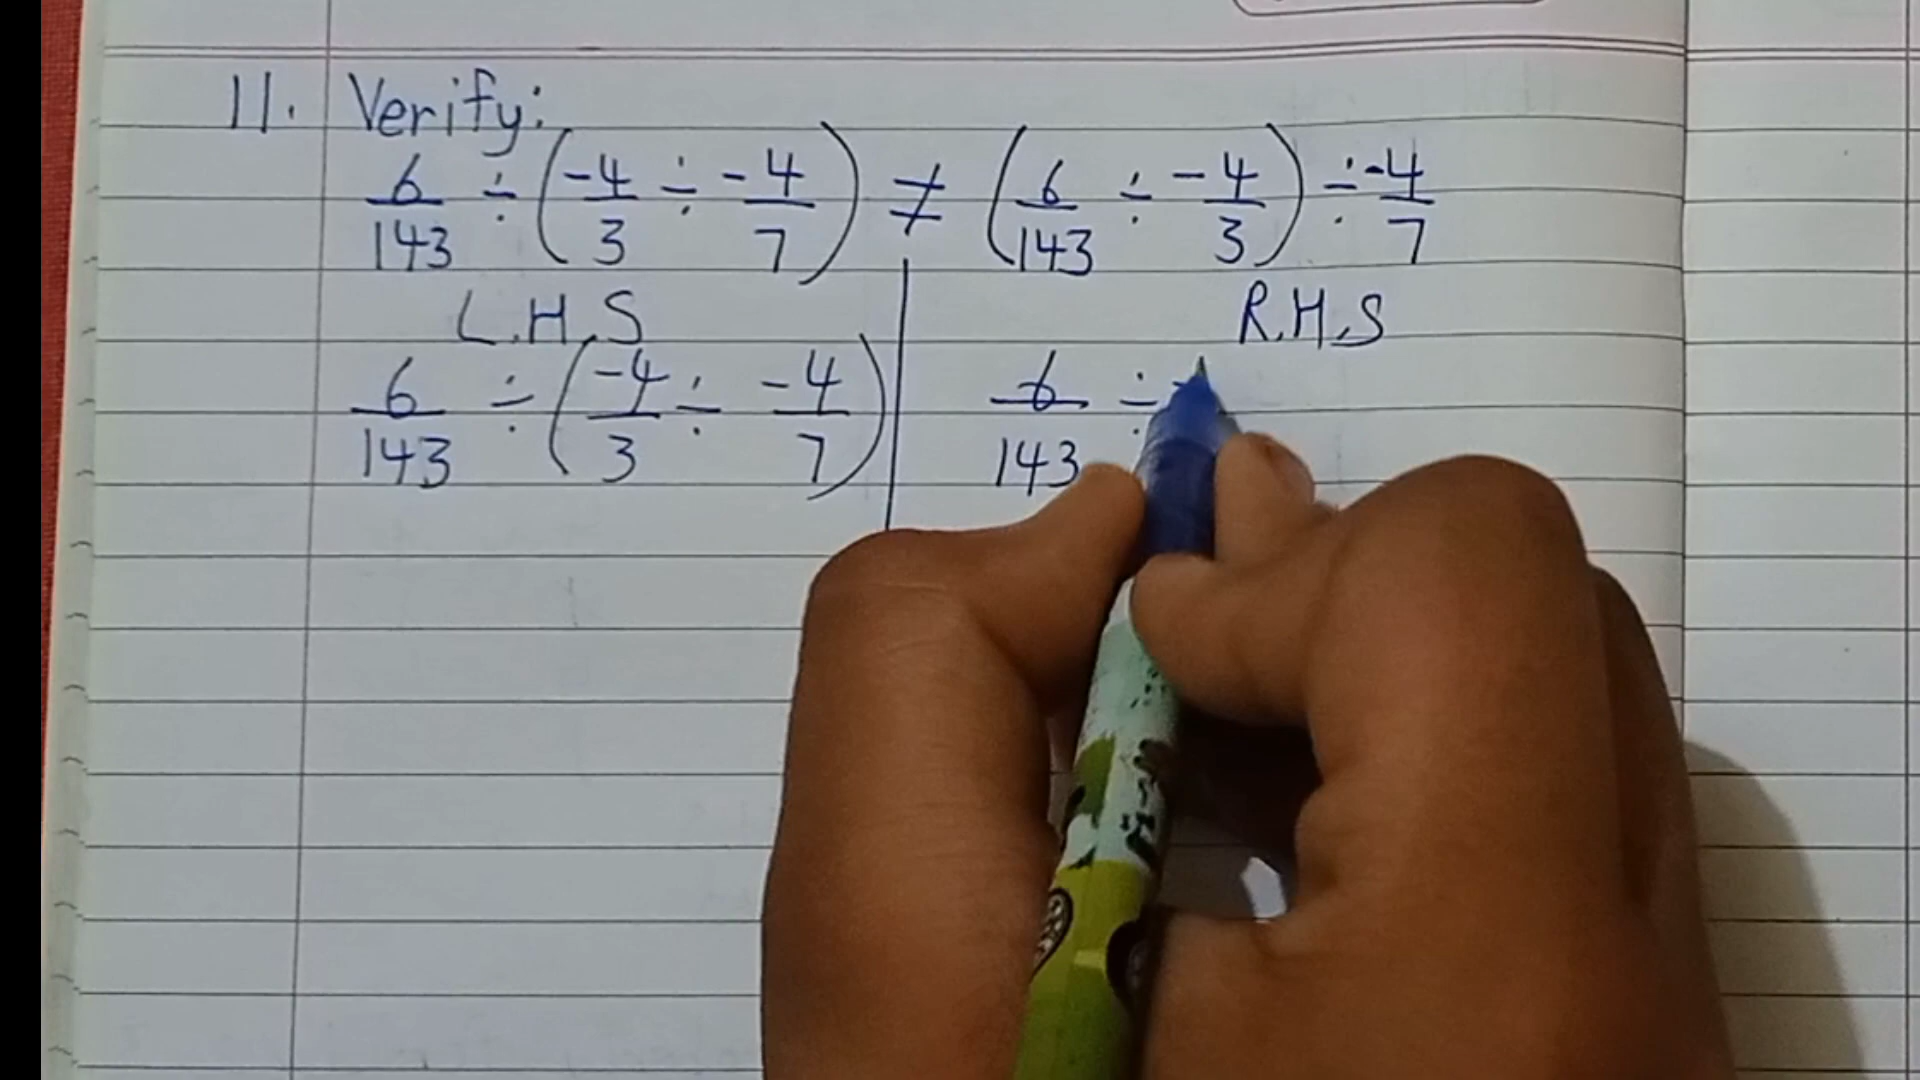 11. Verify:
6/143 ÷ (-4/3 ÷ -4/7) ≠ (6/143 ÷ -4/3) ÷ -4/7
L.H.S R.H.S
6/143 ÷ (-4/3 ÷ -4/7) 6/143 ÷ -